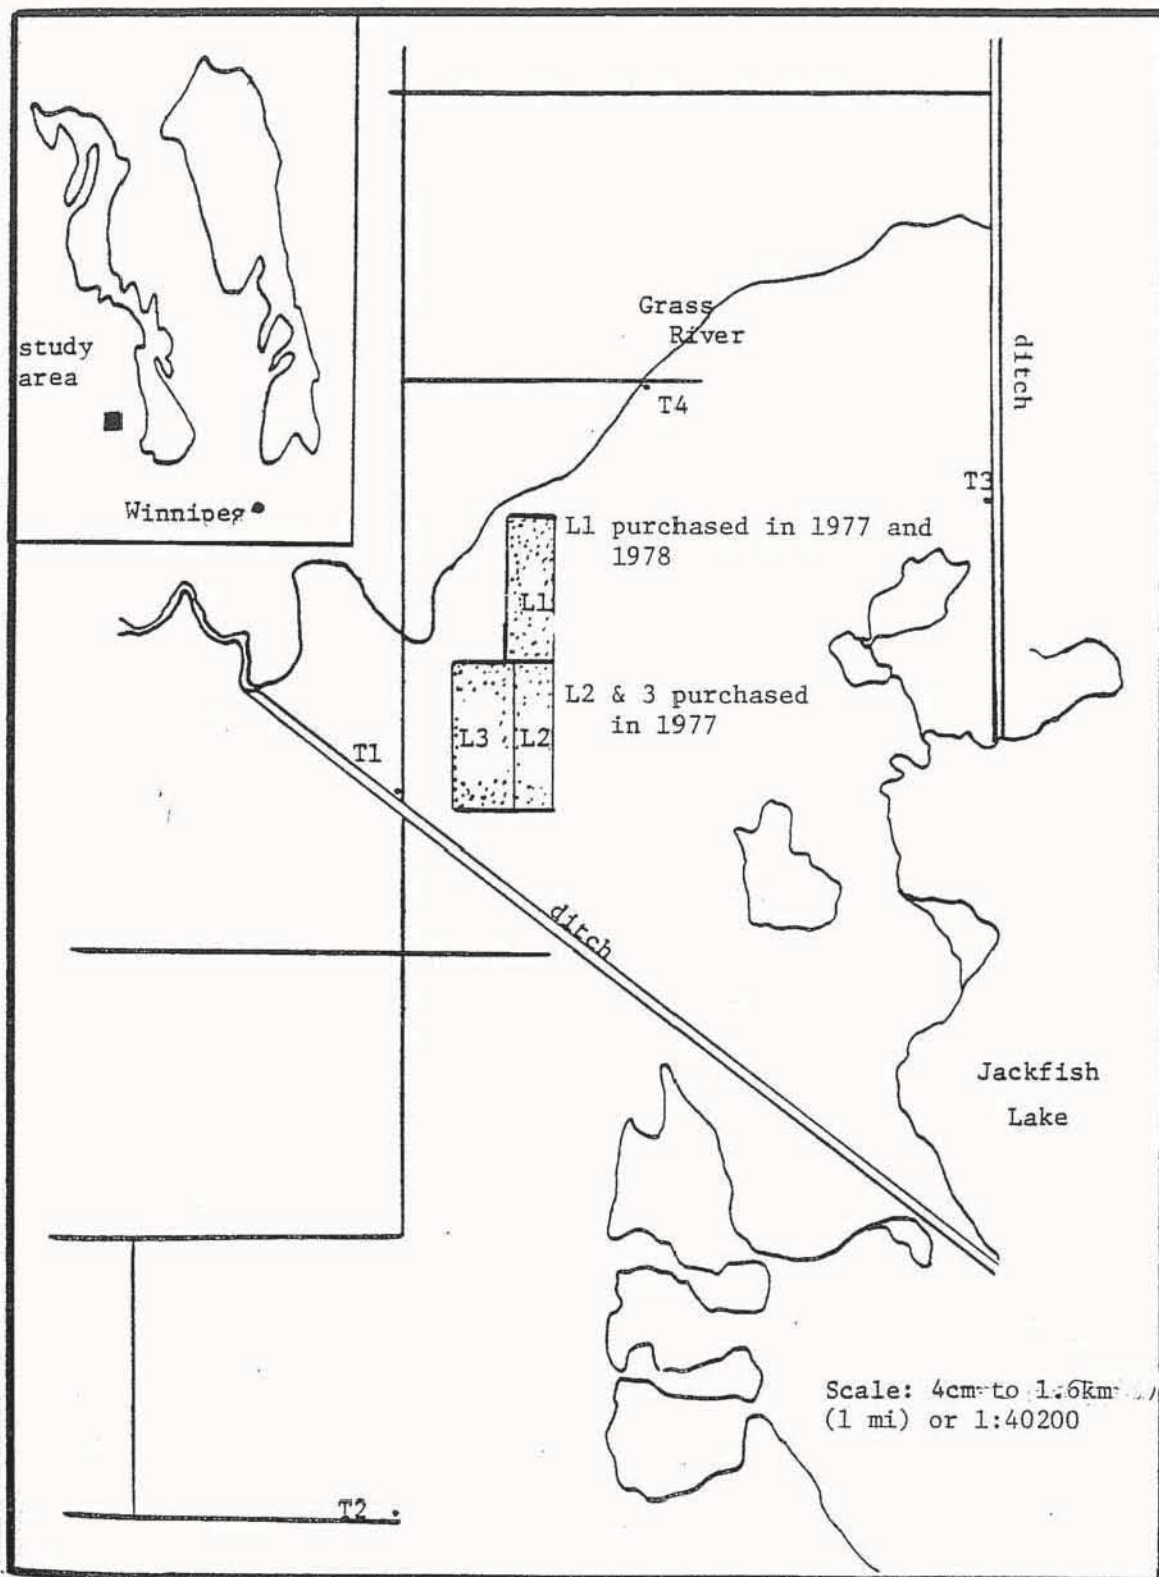 study
area
Winnipeg
Grass
River
T4
ditch
T3
L1 purchased in 1977 and
1978
L1
L2 & 3 purchased
in 1977
L3
L2
T1
ditch
Jackfish
Lake
Scale: 4cm to 1.6km
(1 mi) or 1:40200
T2